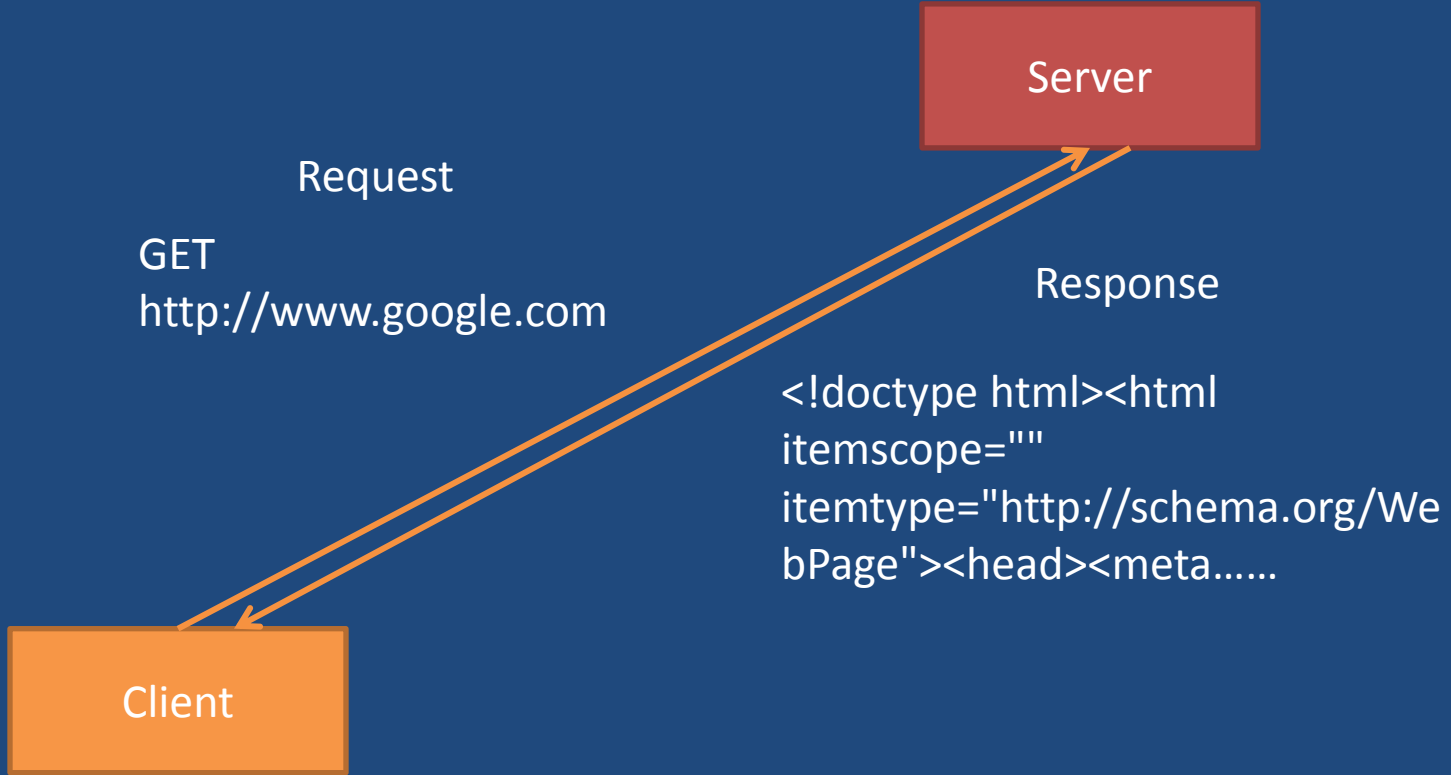 Server
Request
GET
http://www.google.com
Response
<!doctype html><html
itemscope=""
itemtype="http://schema.org/We
bPage"><head><meta……
Client